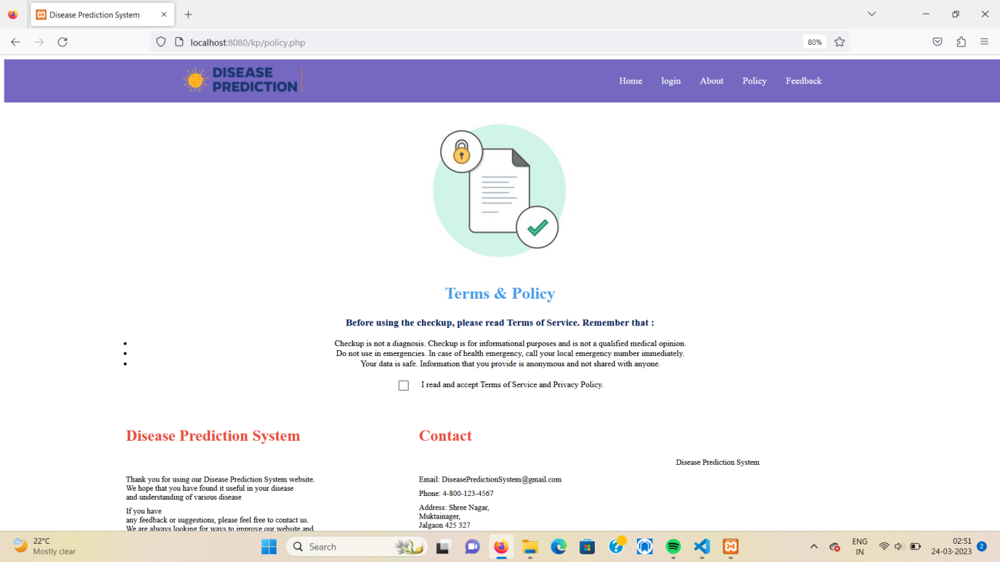 Disease Prediction System
localhost:8080/kp/policy.php
80%
DISEASE
PREDICTION
Home login About Policy Feedback
Terms & Policy
Before using the checkup, please read Terms of Service. Remember that :
Checkup is not a diagnosis. Checkup is for informational purposes and is not a qualified medical opinion.
Do not use in emergencies. In case of health emergency, call your local emergency number immediately.
Your data is safe. Information that you provide is anonymous and not shared with anyone.
I read and accept Terms of Service and Privacy Policy.
Disease Prediction System
Thank you for using our Disease Prediction System website.
We hope that you have found it useful in your disease
and understanding of various disease
If you have
any feedback or suggestions, please feel free to contact us.
We are always looking for ways to improve our website and
Contact
Email: DiseasePredictionSystem@gmail.com
Phone: 4-800-123-4567
Address: Shree Nagar,
Muktainager,
Jalgaon 425 327
Disease Prediction System
22°C
Mostly clear
Search
ENG
IN
02:51
24-03-2023
2